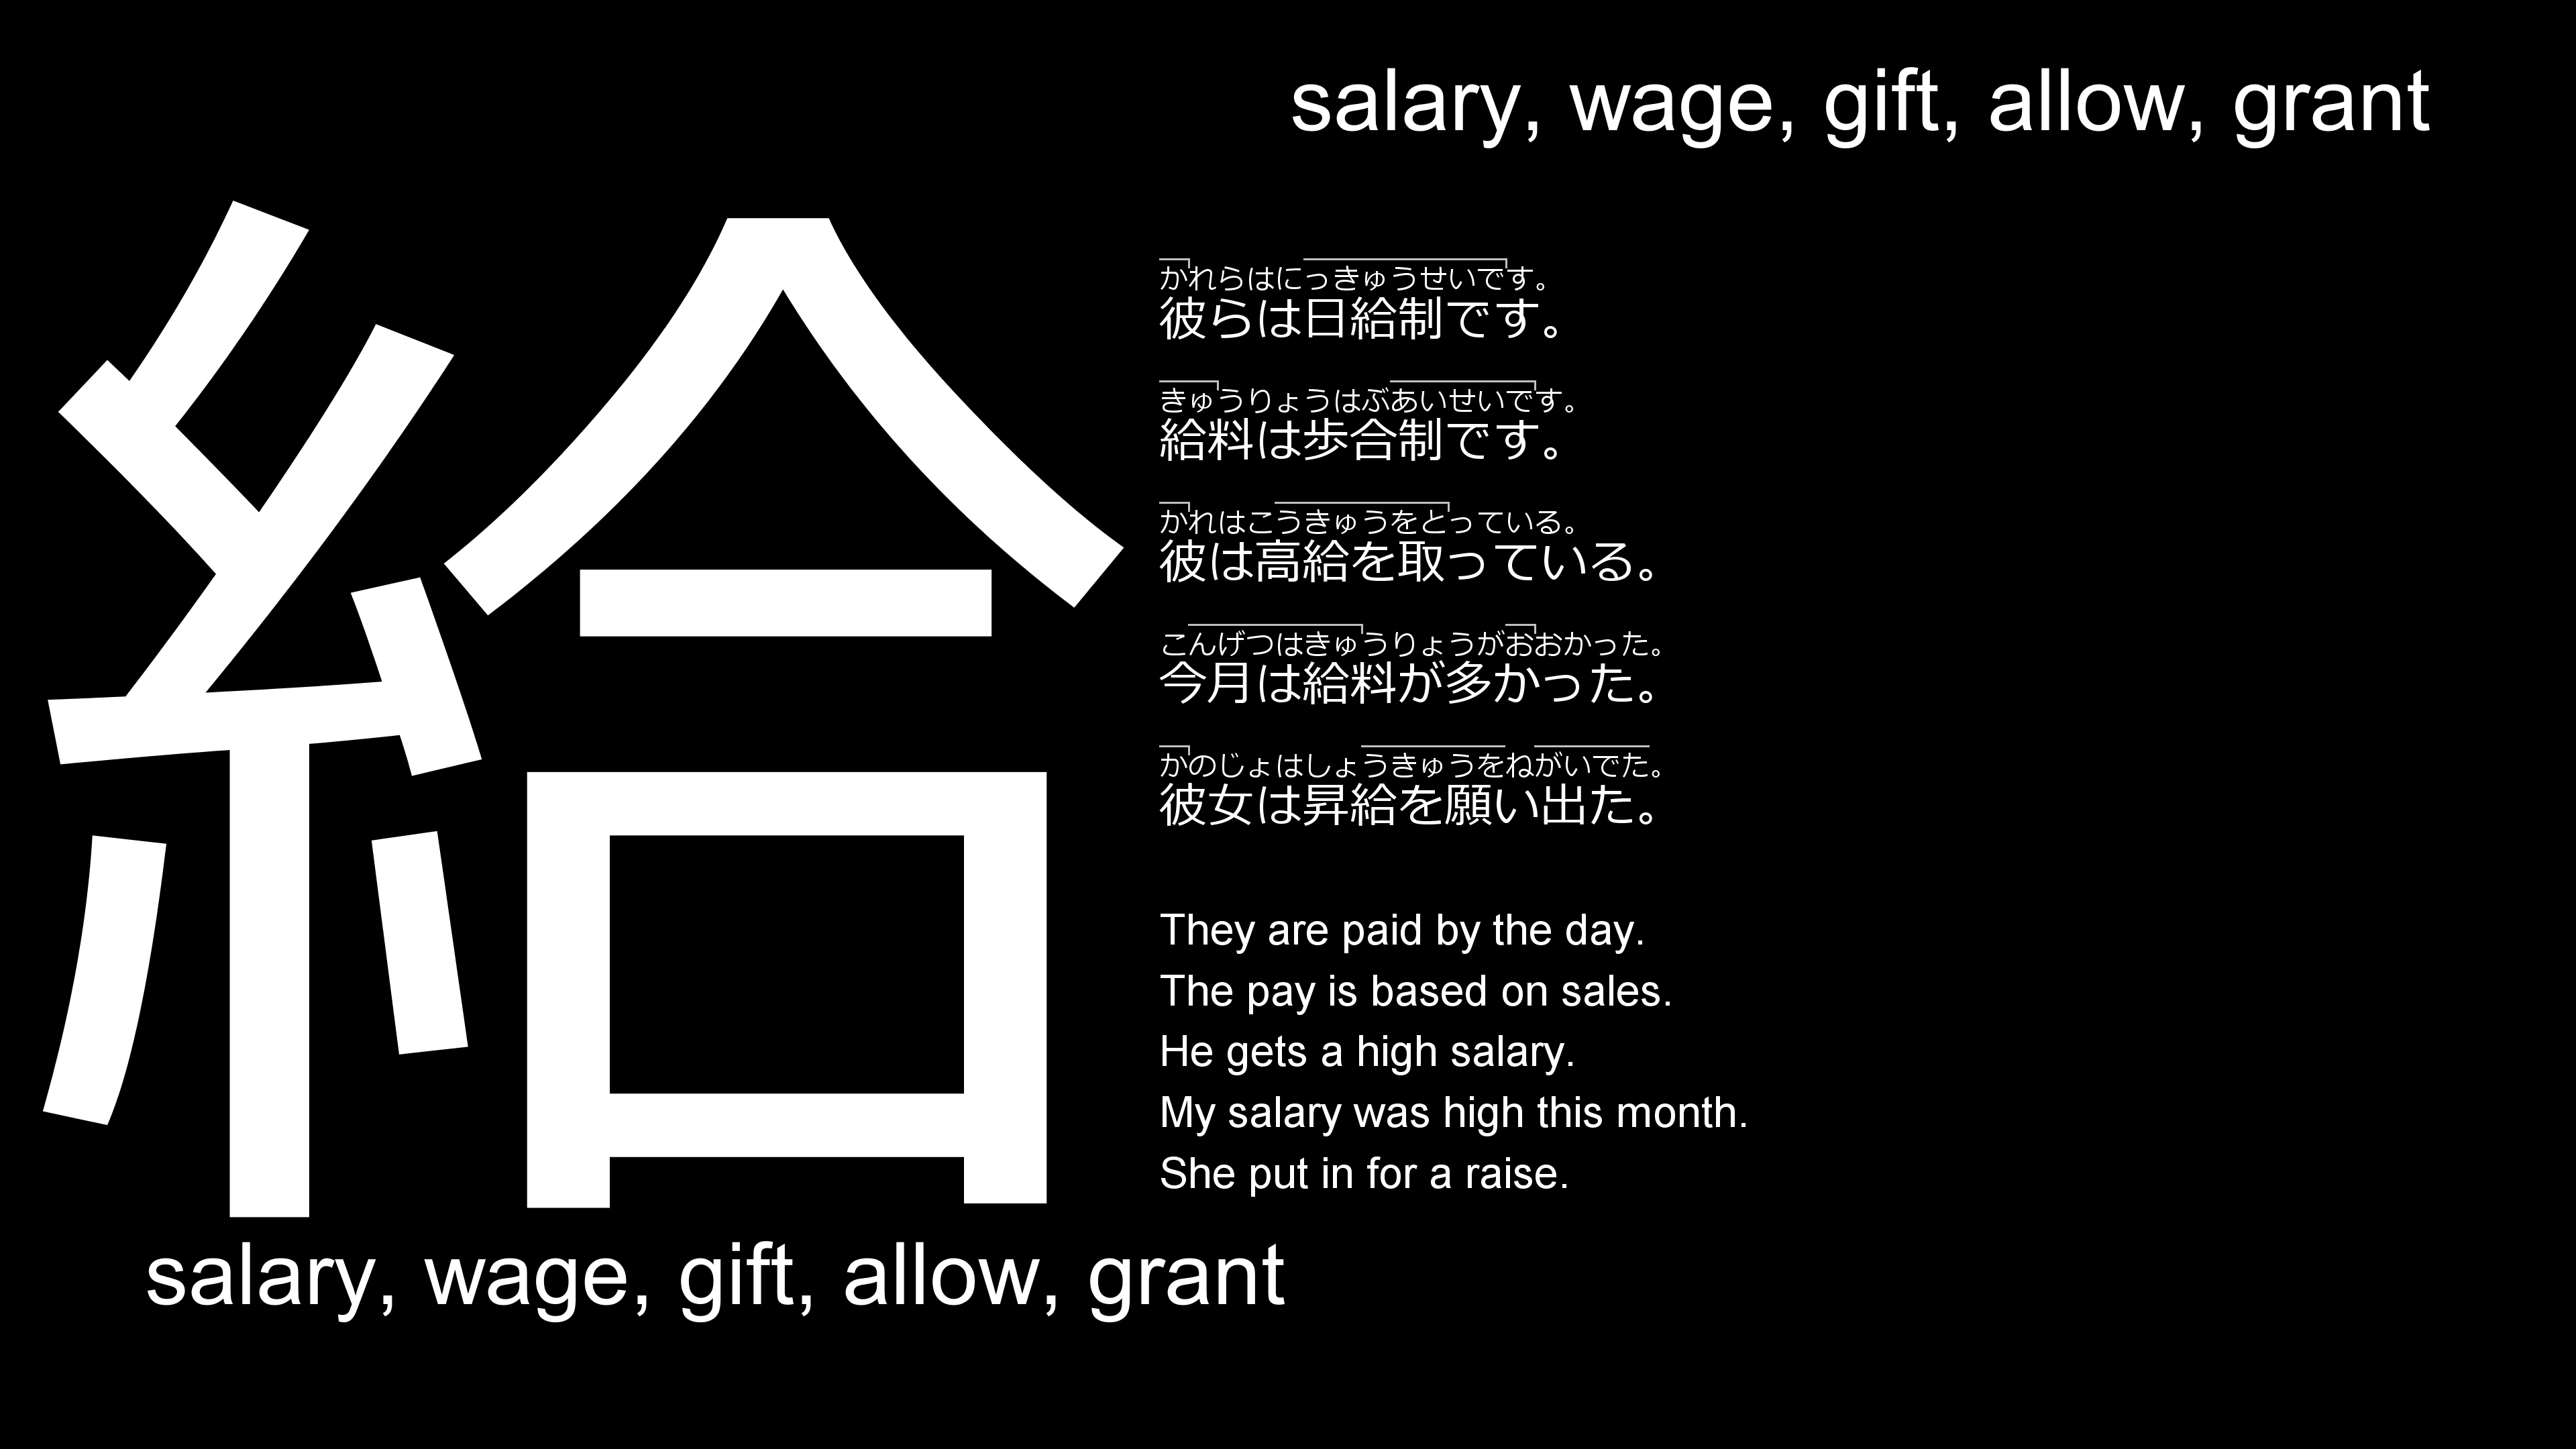 salary, wage, gift, allow, grant
給
かれらはにっきゅうせいです。
彼らは日給制です。
きゅうりょうはぶあいせいです。
給料は歩合制です。
かれはこうきゅうをとっている。
彼は高給を取っている。
こんげつはきゅうりょうがおおかった。
今月は給料が多かった。
かのじょはしょうきゅうをねがいでた。
彼女は昇給を願い出た。
They are paid by the day.
The pay is based on sales.
He gets a high salary.
My salary was high this month.
She put in for a raise.
salary, wage, gift, allow, grant